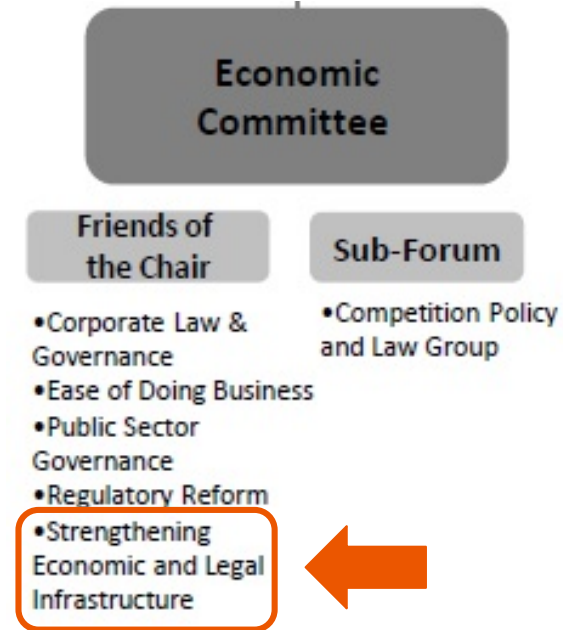 Economic
Committee
Friends of
the Chair
•Corporate Law &
Governance
•Ease of Doing Business
•Public Sector
Governance
•Regulatory Reform
•Strengthening
Economic and Legal
Infrastructure
Sub-Forum
•Competition Policy
and Law Group